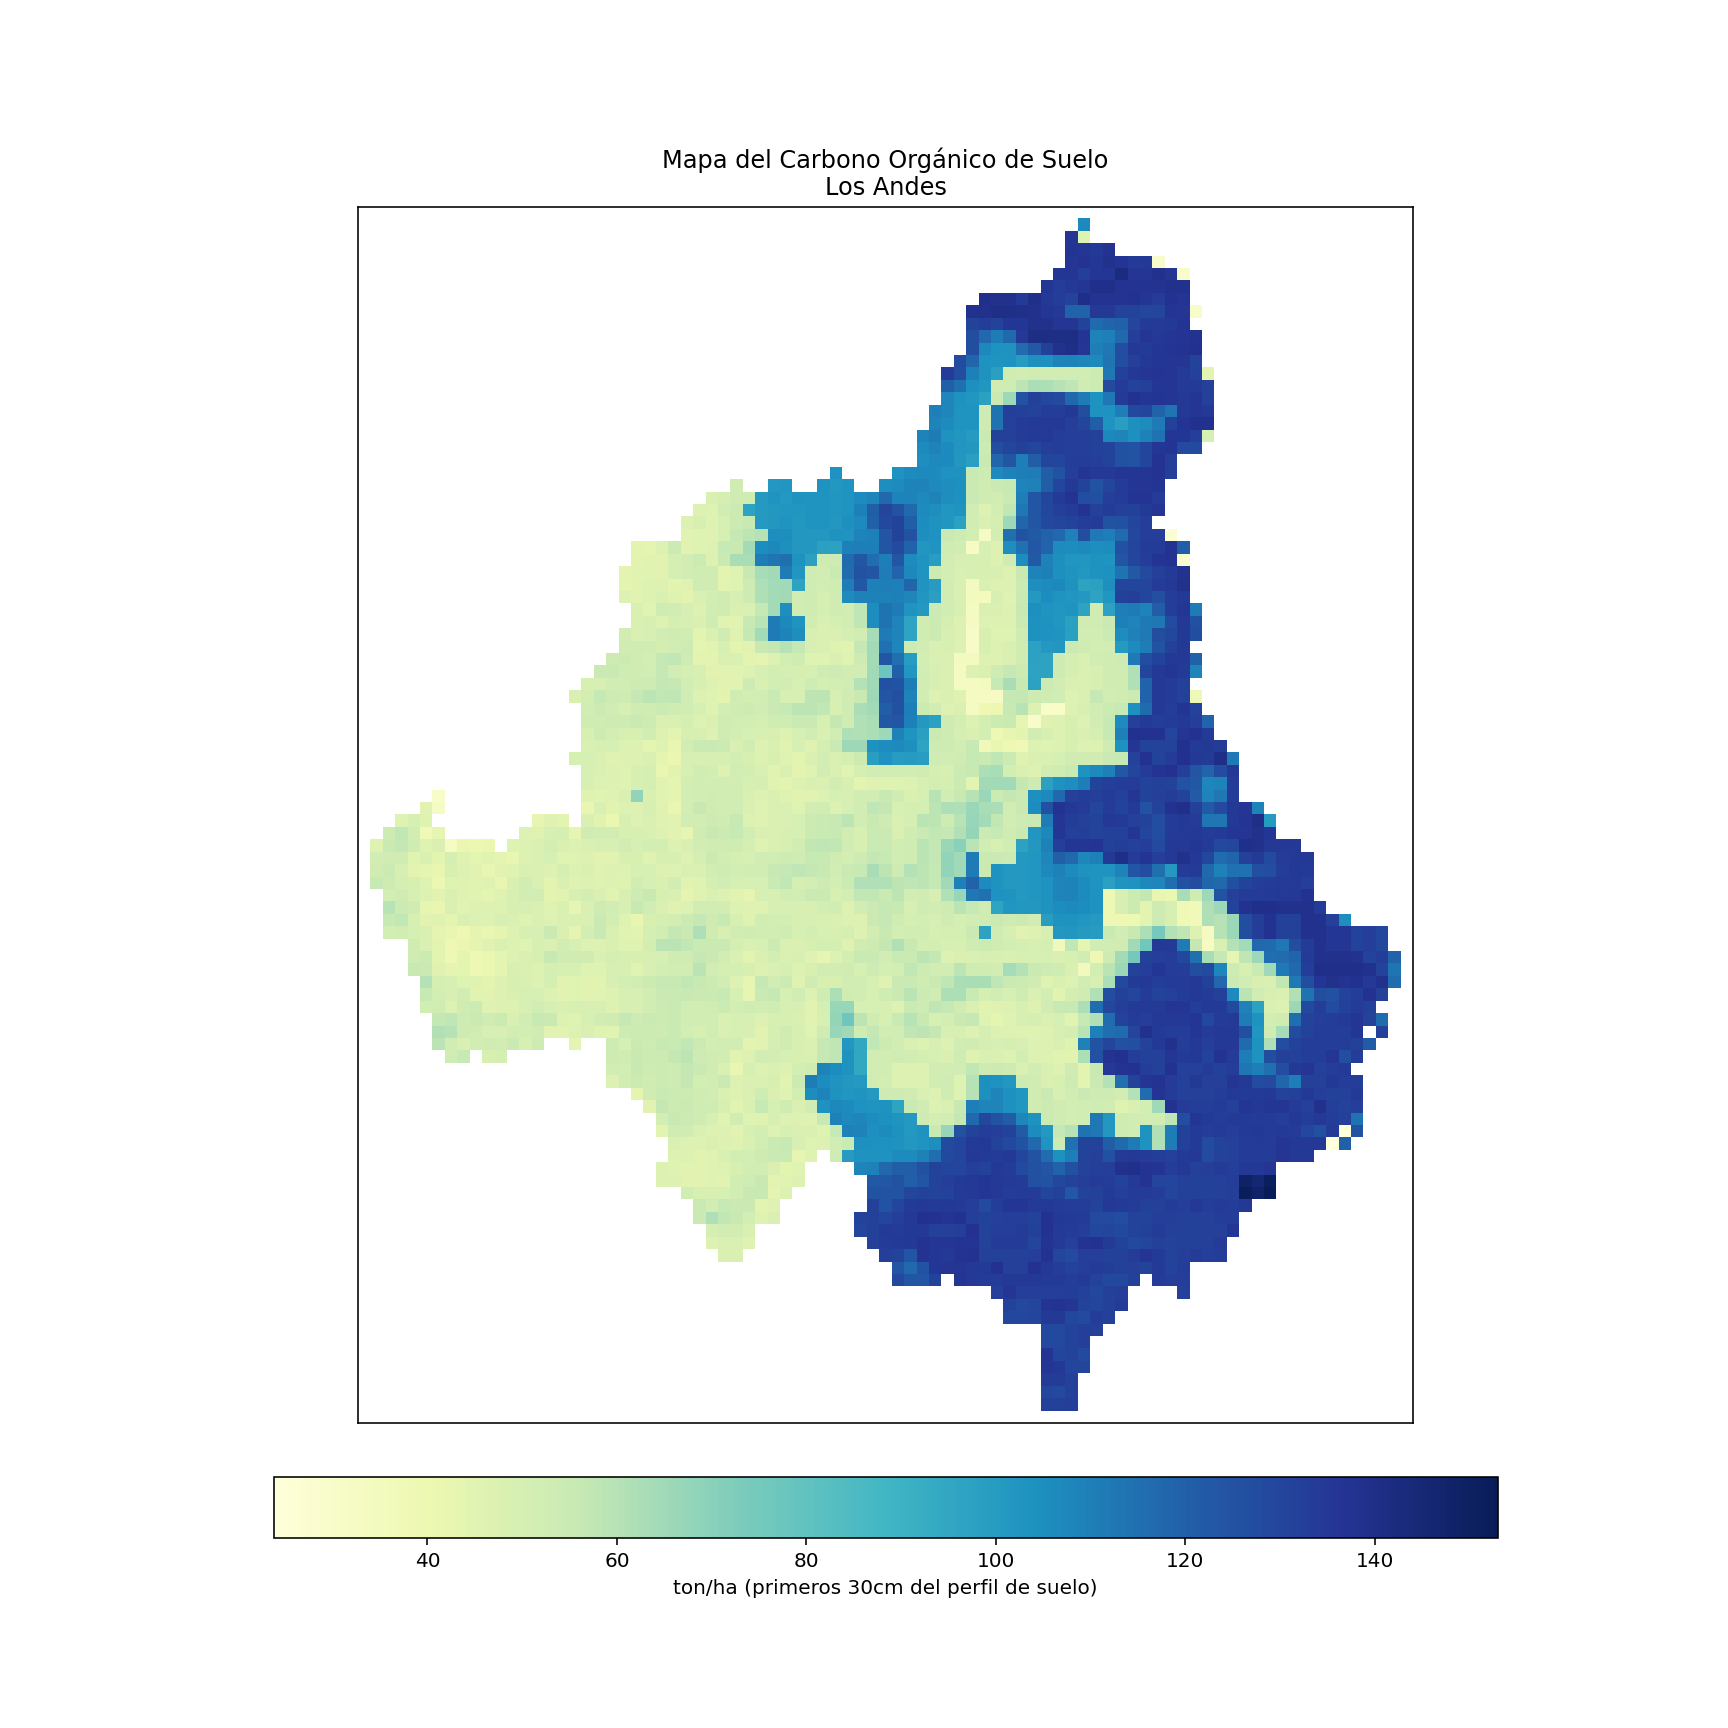 Mapa del Carbono Orgánico de Suelo
Los Andes
40 60 80 100 120 140
ton/ha (primeros 30cm del perfil de suelo)